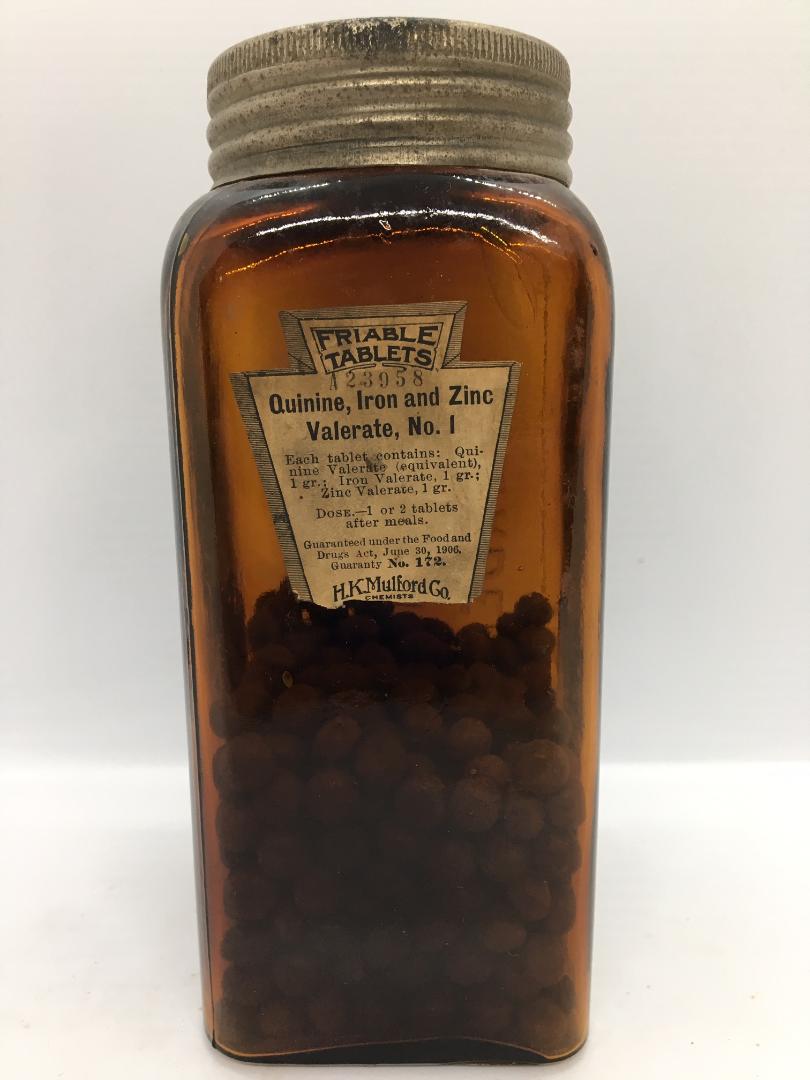 FRIABLE
TABLETS
A23958
Quinine, Iron and Zinc
Valerate, No. 1
Each tablet contains: Qui-
nine Valerate (equivalent),
1 gr.; Iron Valerate, 1 gr.;
Zinc Valerate, 1 gr.
DOSE.—1 or 2 tablets
after meals.
Guaranteed under the Food and
Drugs Act, June 30, 1906,
Guaranty No. 172.
H.K.Mulford Co.
CHEMISTS